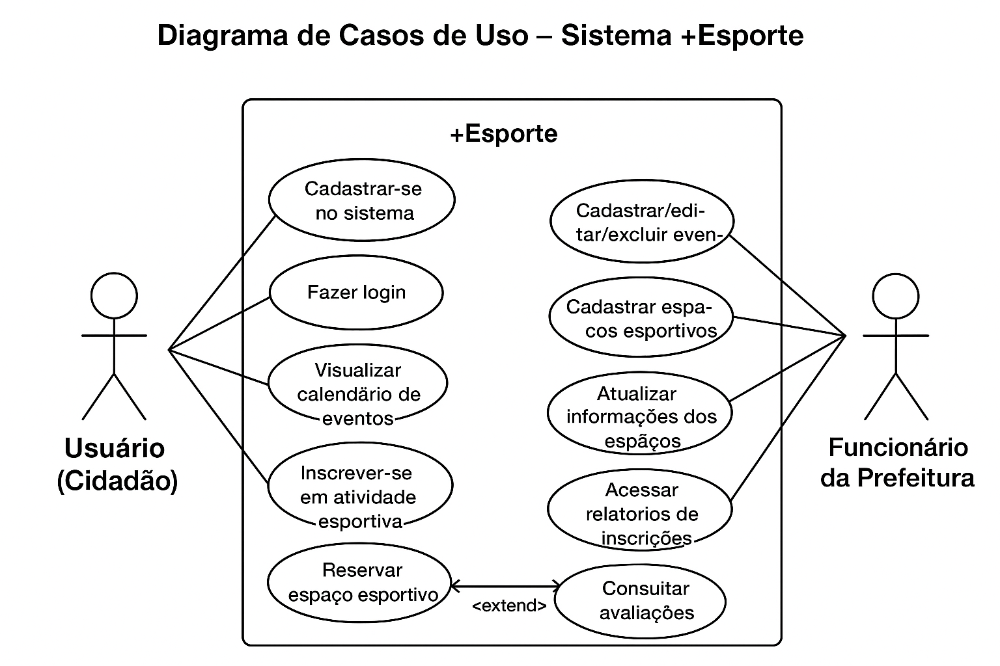 Diagrama de Casos de Uso – Sistema +Esporte
+Esporte
Cadastrar-se
no sistema
Fazer login
Visualizar
calendärio de
eventos
Inscrever-se
em atividade
esportiva
Reservar
espaço esportivo
<extend>
Cadastrar/edi-
tar/excluir even-
Cadastrar espa-
cos esportivos
Atualizar
informações dos
espãços
Acessar
relatorios de
inscrições
Consuitar
avaliações
Usuário
(Cidadão)
Funcionário
da Prefeitura